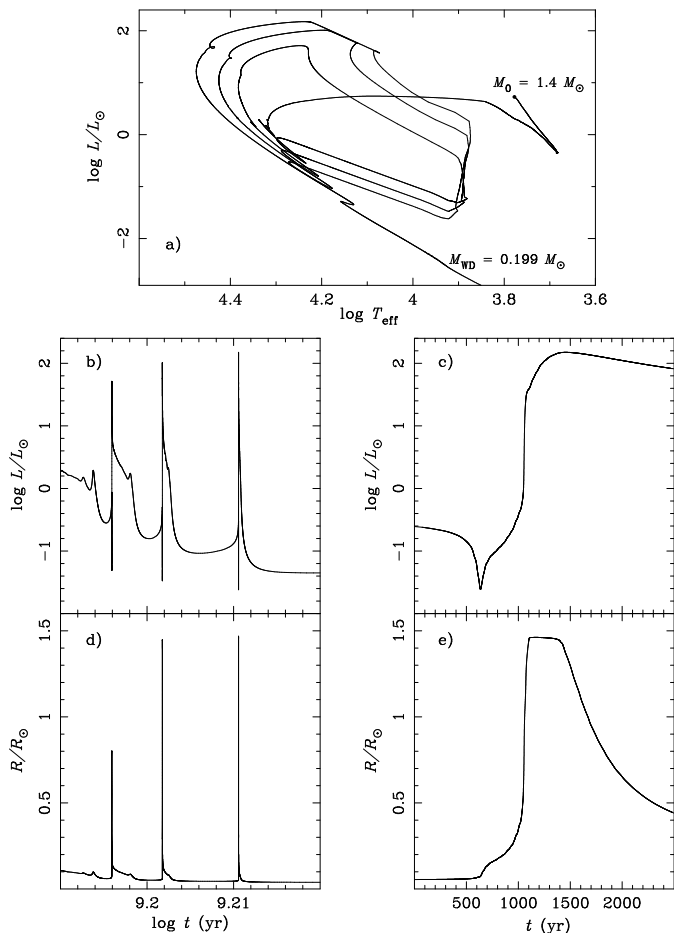 a)
log L/L⊙
2
0
−2
M₀ = 1.4 M⊙
M_WD = 0.199 M⊙
4.4
4.2
4
3.8
3.6
log T_eff
b)
log L/L⊙
2
1
0
−1
c)
log L/L⊙
2
1
0
−1
d)
R/R⊙
1.5
1
0.5
9.2
9.21
log t (yr)
e)
R/R⊙
1.5
1
0.5
500
1000
1500
2000
t (yr)